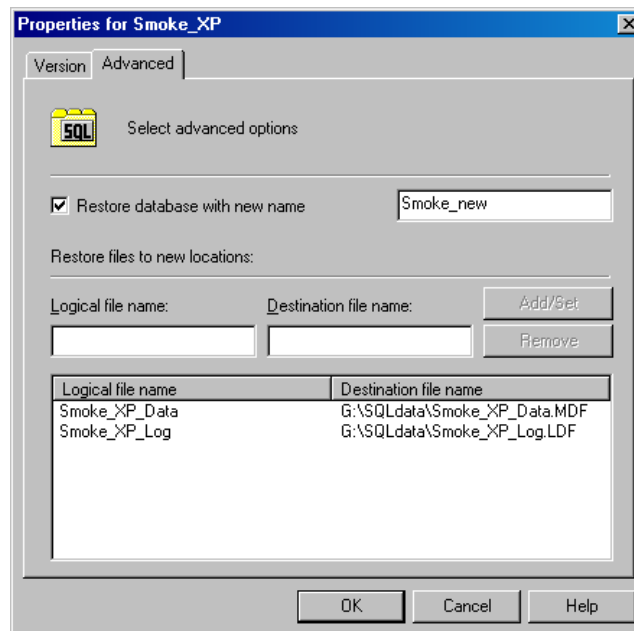 Properties for Smoke_XP
Version Advanced
SQL
Select advanced options
Restore database with new name Smoke_new
Restore files to new locations:
Logical file name: Destination file name: Add/Set
Remove
Logical file name Destination file name
Smoke_XP_Data G:\SQLdata\Smoke_XP_Data.MDF
Smoke_XP_Log G:\SQLdata\Smoke_XP_Log.LDF
OK Cancel Help